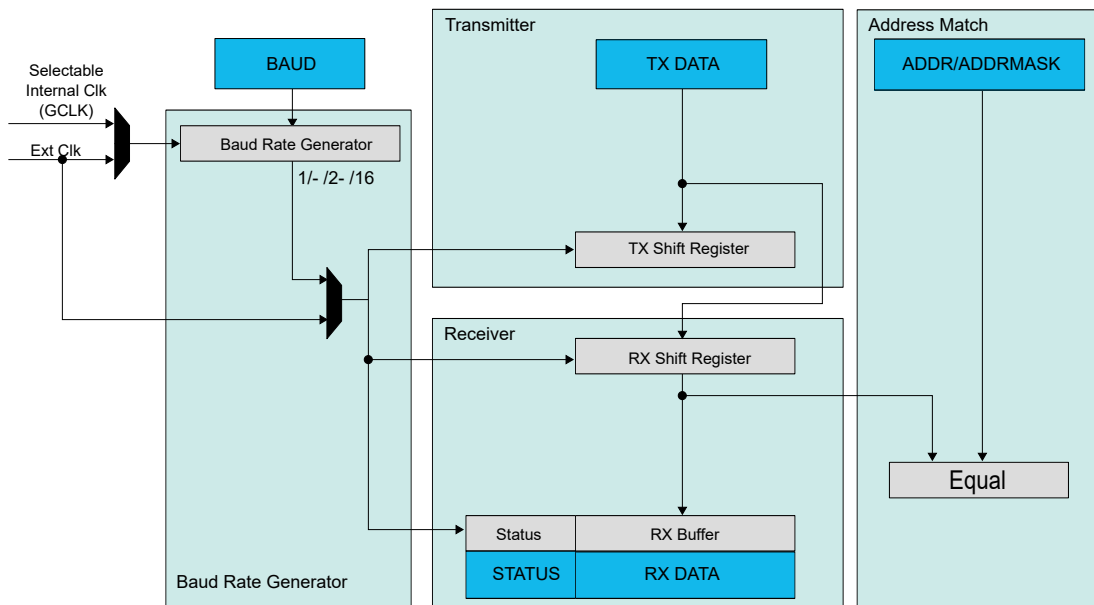 Transmitter
Address Match
BAUD
TX DATA
ADDR/ADDRMASK
Selectable
Internal Clk
(GCLK)
Ext Clk
Baud Rate Generator
1/- /2- /16
TX Shift Register
Receiver
RX Shift Register
Equal
Status
RX Buffer
STATUS
RX DATA
Baud Rate Generator